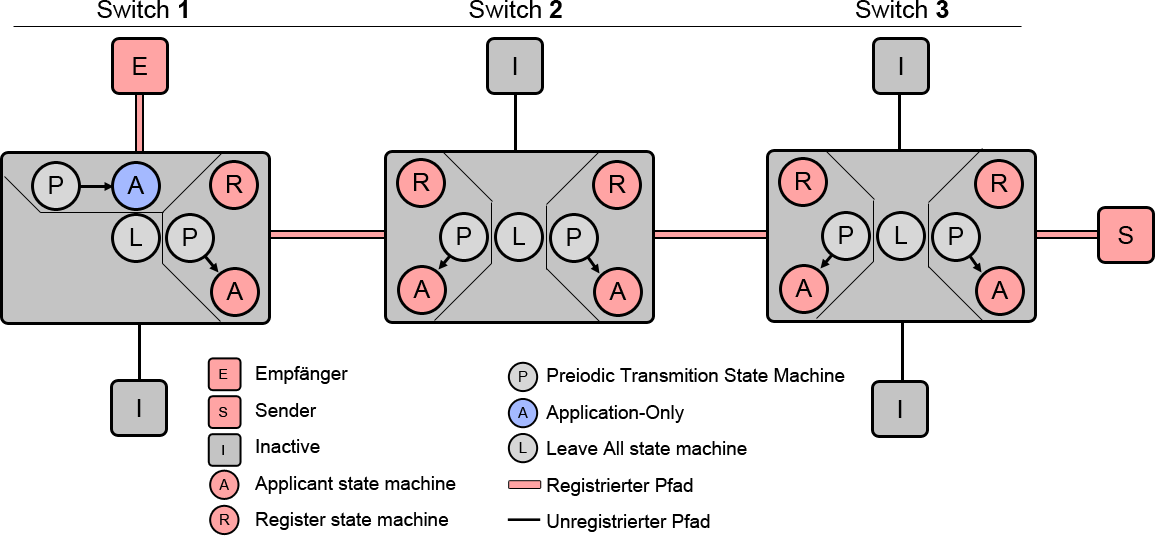 Switch 1
Switch 2
Switch 3
E
I
I
P
A
R
R
R
R
R
L
P
P
L
P
P
L
P
S
A
A
A
A
A
I
I
E
Empfänger
S
Sender
I
Inactive
A
Applicant state machine
R
Register state machine
P
Preiodic Transmition State Machine
A
Application-Only
L
Leave All state machine
Registrierter Pfad
Unregistrierter Pfad